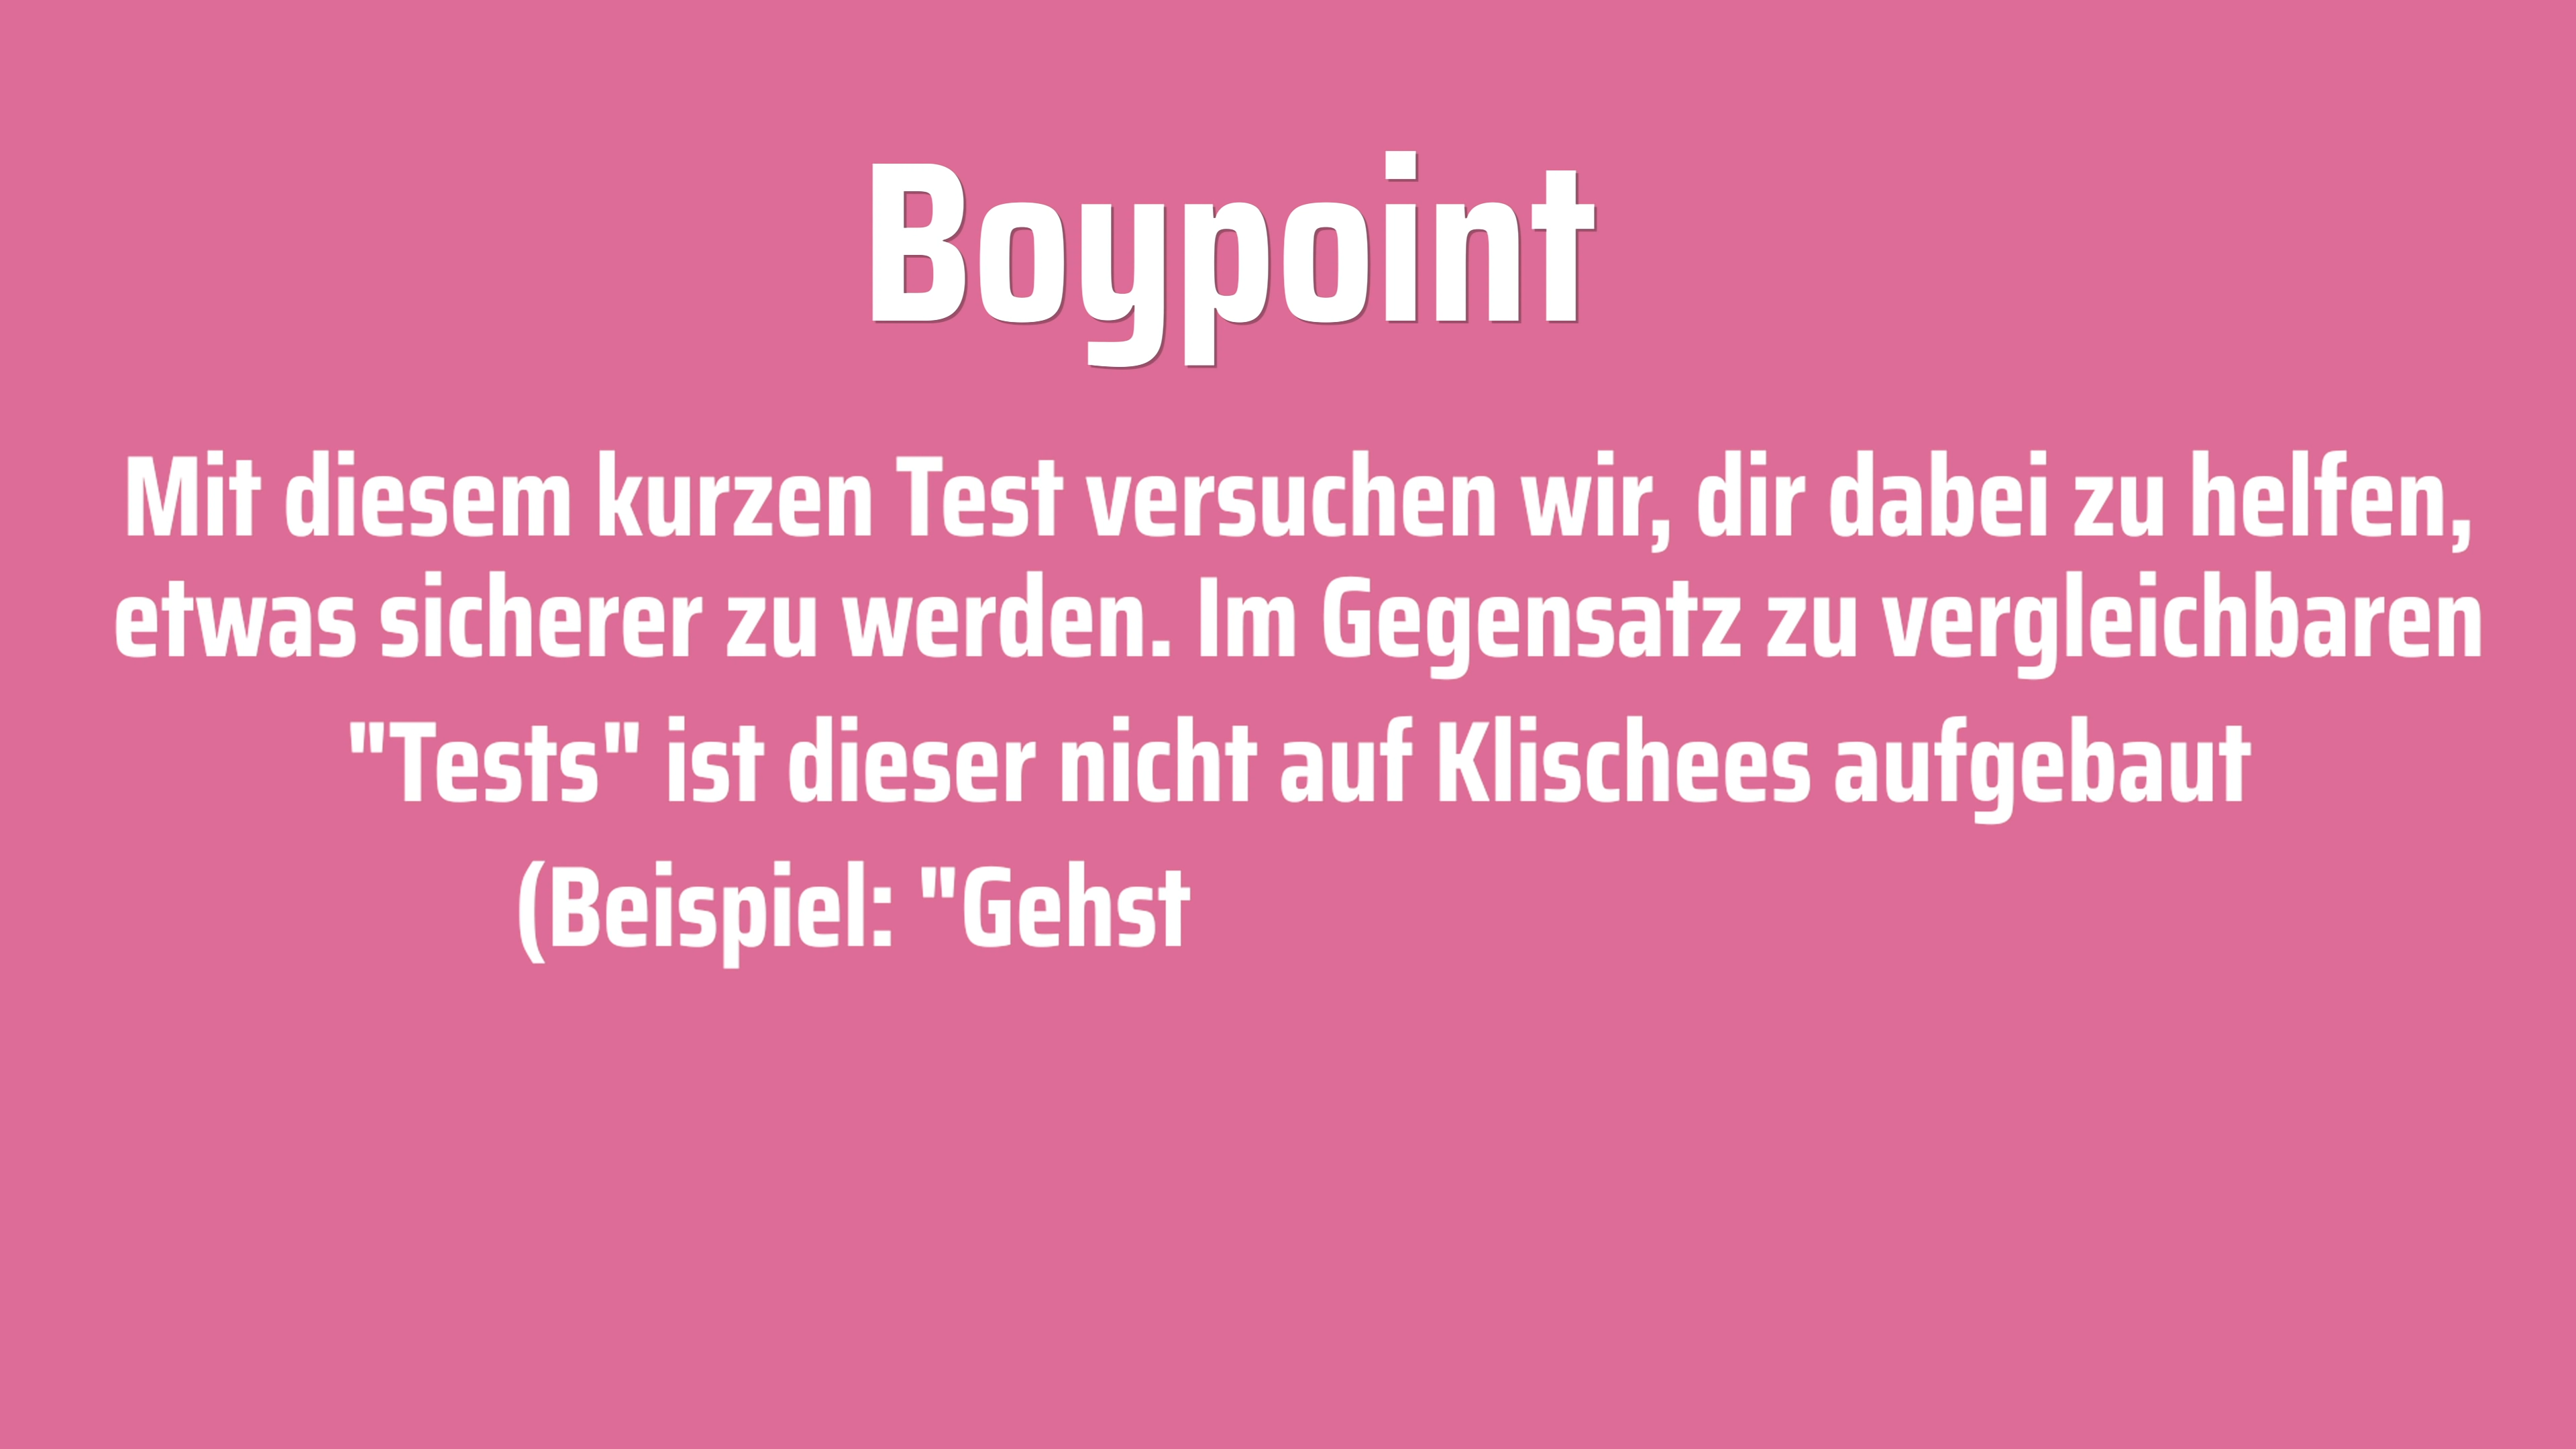 Boypoint
Mit diesem kurzen Test versuchen wir, dir dabei zu helfen,
etwas sicherer zu werden. Im Gegensatz zu vergleichbaren
"Tests" ist dieser nicht auf Klischees aufgebaut
(Beispiel: "Gehst